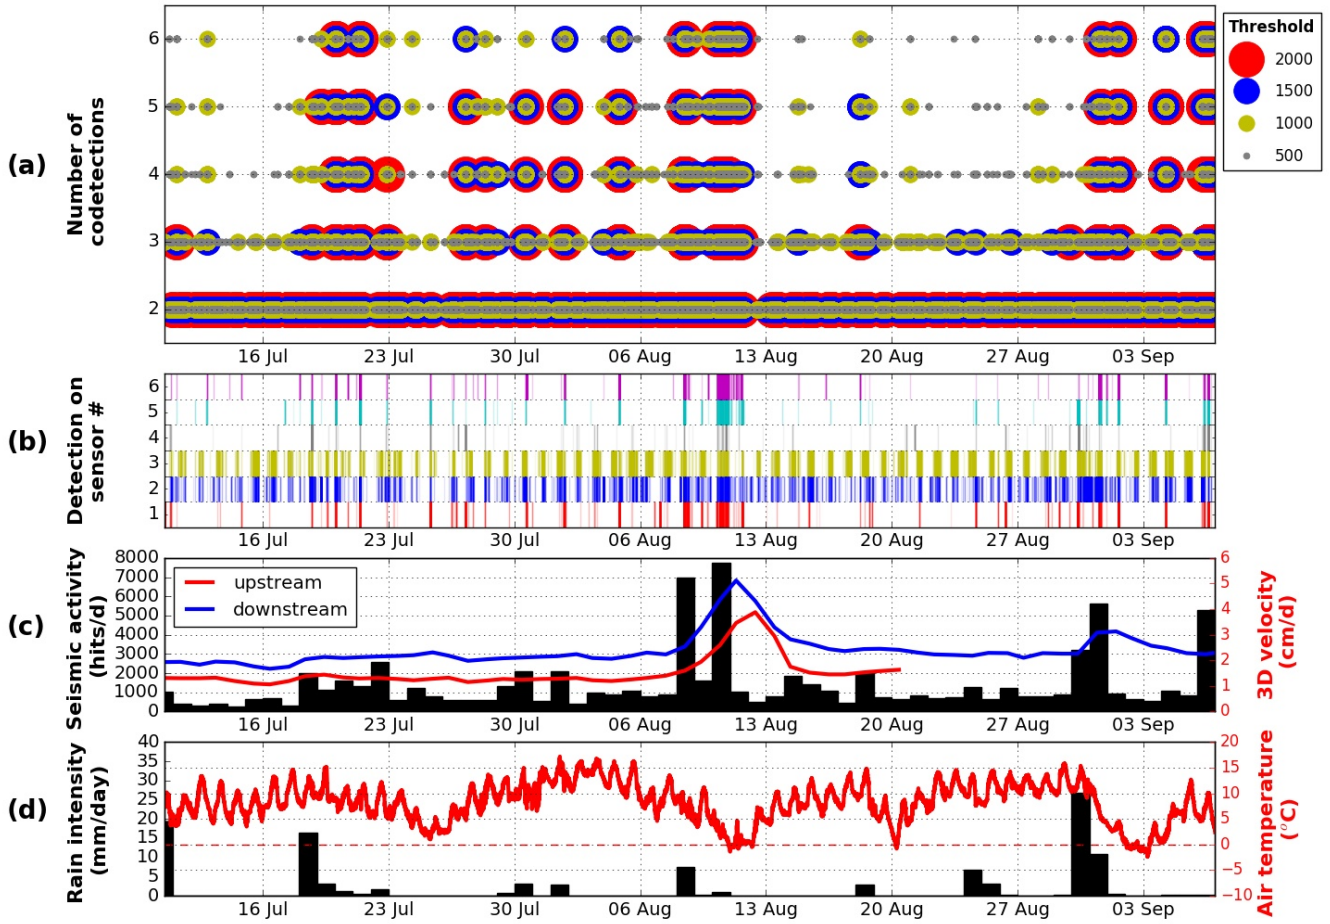 (a)
Number of
codetections
6
5
4
3
2
16 Jul
23 Jul
30 Jul
06 Aug
13 Aug
20 Aug
27 Aug
03 Sep
Threshold
2000
1500
1000
500
(b)
Detection on
sensor #
6
5
4
3
2
1
16 Jul
23 Jul
30 Jul
06 Aug
13 Aug
20 Aug
27 Aug
03 Sep
(c)
Seismic activity
(hits/d)
8000
7000
6000
5000
4000
3000
2000
1000
0
upstream
downstream
6
5
4
3
2
1
0
3D velocity
(cm/d)
16 Jul
23 Jul
30 Jul
06 Aug
13 Aug
20 Aug
27 Aug
03 Sep
(d)
Rain intensity
(mm/day)
40
35
30
25
20
15
10
5
0
20
15
10
5
0
−5
−10
Air temperature
(°C)
16 Jul
23 Jul
30 Jul
06 Aug
13 Aug
20 Aug
27 Aug
03 Sep